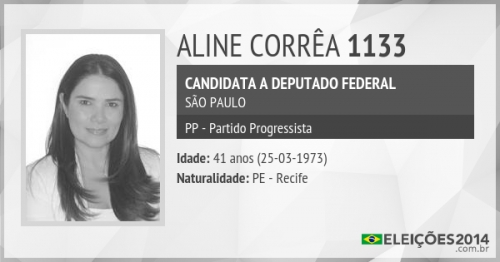 ALINE CORRÊA 1133
CANDIDATA A DEPUTADO FEDERAL
SÃO PAULO
PP - Partido Progressista
Idade: 41 anos (25-03-1973)
Naturalidade: PE - Recife
ELEIÇÕES2014
.com.br